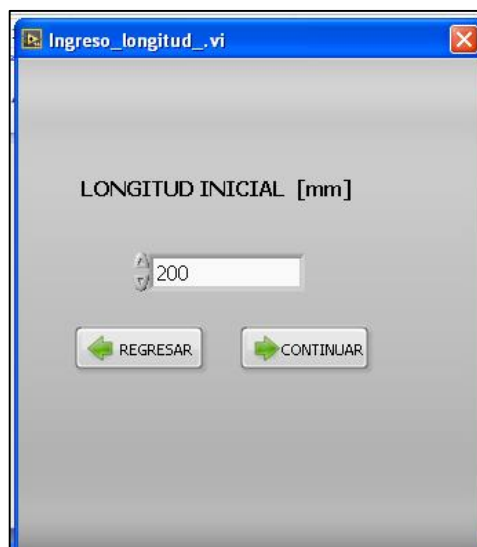 Ingreso_longitud_.vi
LONGITUD INICIAL [mm]
200
REGRESAR CONTINUAR